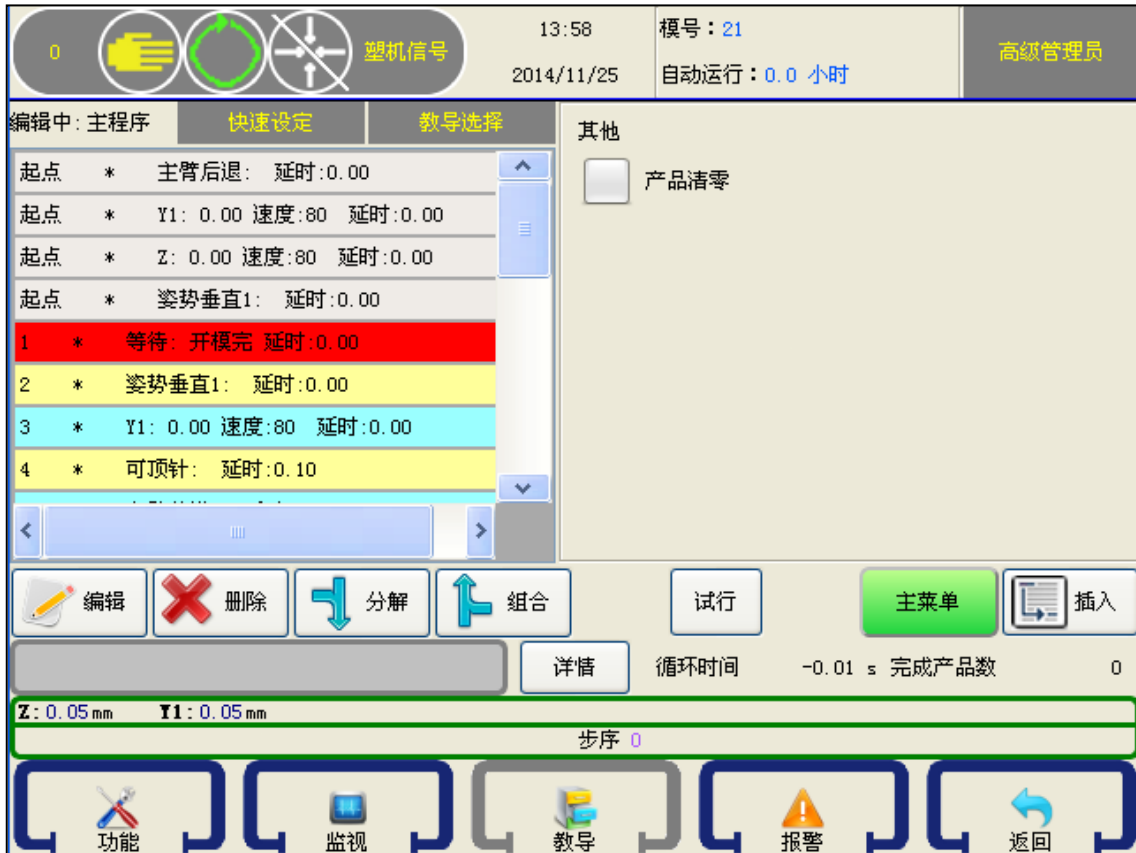 0
塑机信号
13:58
2014/11/25
模号：21
自动运行：0.0 小时
高级管理员
编辑中：主程序
快速设定
教导选择
起点 * 主臂后退： 延时:0.00
起点 * Y1: 0.00 速度:80 延时:0.00
起点 * Z: 0.00 速度:80 延时:0.00
起点 * 姿势垂直1: 延时:0.00
1 * 等待: 开模完 延时:0.00
2 * 姿势垂直1: 延时:0.00
3 * Y1: 0.00 速度:80 延时:0.00
4 * 可顶针: 延时:0.10
其他
产品清零
编辑
删除
分解
组合
试行
主菜单
插入
详情
循环时间 -0.01 s 完成产品数 0
Z:0.05mm Y1:0.05mm
步序 0
功能
监视
教导
报警
返回